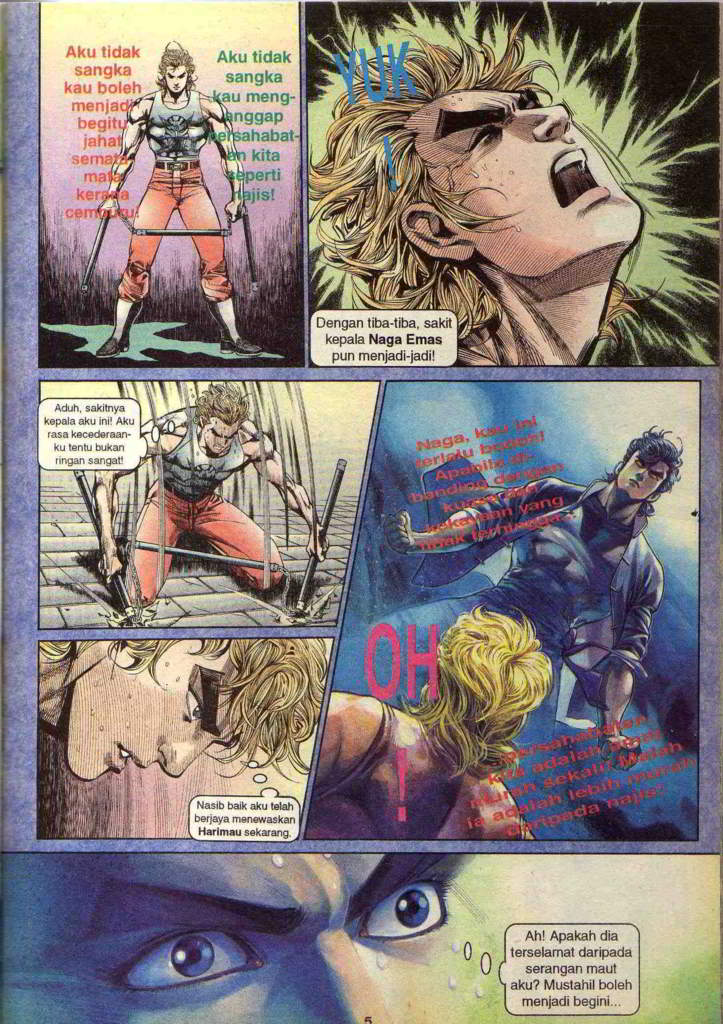 Aku tidak
sangka
kau boleh
menjadi
begitu
jahat
semata-
mata
kerana
cemburu!
Aku tidak
sangka
kau meng-
anggap
persahabat-
an kita
seperti
najis!
YUK
!
Dengan tiba-tiba, sakit
kepala Naga Emas
pun menjadi-jadi!
Aduh, sakitnya
kepala aku ini! Aku
rasa kecederaan-
ku tentu bukan
ringan sangat!
Naga, kau ini
terlalu bodoh!
Apabila di-
banding dengan
kuasa dan
kekayaan yang
tidak terhingga...
OH
!
Persahabatan
kita adalah
murah sekali! Malah
ia adalah lebih murah
daripada najis!
Nasib baik aku telah
berjaya menewaskan
Harimau sekarang.
Ah! Apakah dia
terselamat daripada
serangan maut
aku? Mustahil boleh
menjadi begini...
5